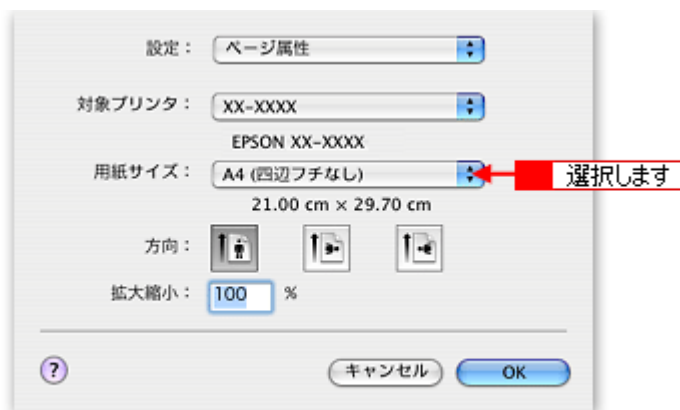 設定： ページ属性
対象プリンタ： XX-XXXX
EPSON XX-XXXX
用紙サイズ： A4 (四辺フチなし) 選択します
21.00 cm × 29.70 cm
方向：
拡大縮小： 100 %
? キャンセル OK